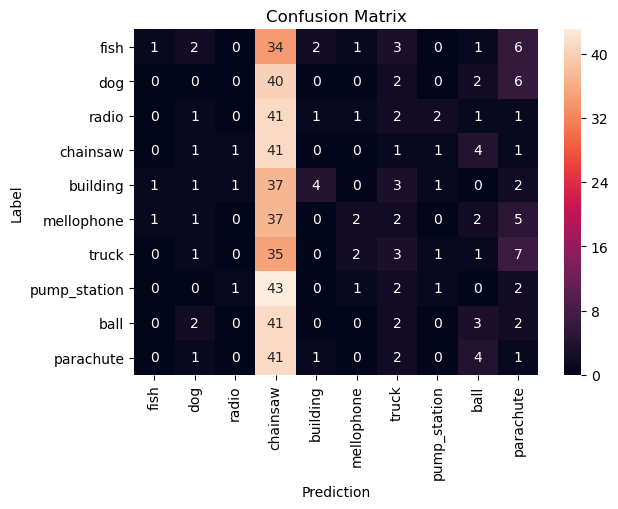 Confusion Matrix
fish 1 2 0 34 2 1 3 0 1 6
dog 0 0 0 40 0 0 2 0 2 6
radio 0 1 0 41 1 1 2 2 1 1
chainsaw 0 1 1 41 0 0 1 1 4 1
building 1 1 1 37 4 0 3 1 0 2
mellophone 1 1 0 37 0 2 2 0 2 5
truck 0 1 0 35 0 2 3 1 1 7
pump_station 0 0 1 43 0 1 2 1 0 2
ball 0 2 0 41 0 0 2 0 3 2
parachute 0 1 0 41 1 0 2 0 4 1
Label
fish dog radio chainsaw building mellophone truck pump_station ball parachute
Prediction
40
32
24
16
8
0